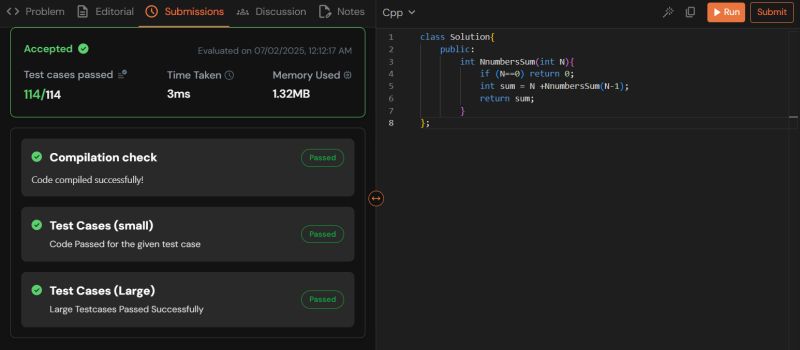 <> Problem Editorial Submissions Discussion Notes
Accepted
Evaluated on 07/02/2025, 12:12:17 AM
Test cases passed Time Taken Memory Used
114/114 3ms 1.32MB
Compilation check Passed
Code compiled successfully!
Test Cases (small) Passed
Code Passed for the given test case
Test Cases (Large) Passed
Large Testcases Passed Successfully
Cpp Run Submit
1 class Solution{
2 public:
3 int NnumbersSum(int N){
4 if (N==0) return 0;
5 int sum = N +NnumbersSum(N-1);
6 return sum;
7 }
8 };